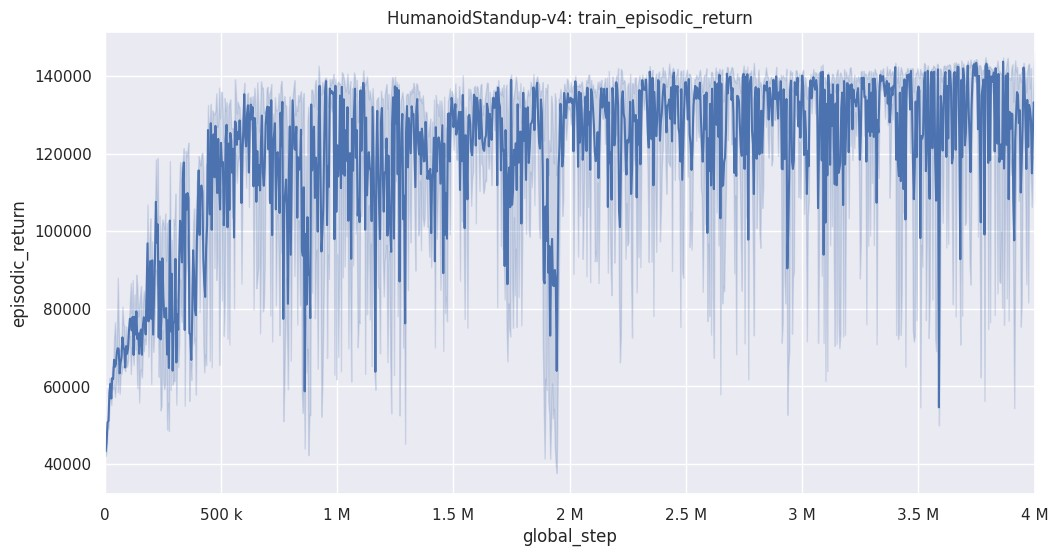 HumanoidStandup-v4: train_episodic_return
140000
120000
100000
80000
60000
40000
episodic_return
0
500 k
1 M
1.5 M
2 M
2.5 M
3 M
3.5 M
4 M
global_step